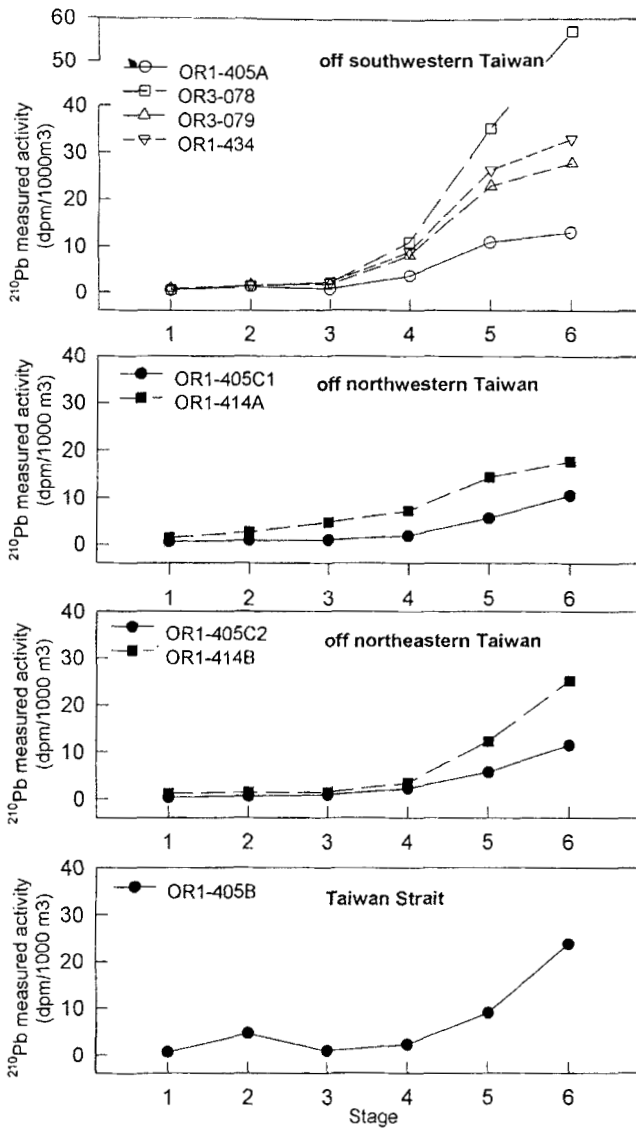 60
50
40
30
20
10
0
²¹⁰Pb measured activity
(dpm/1000m3)
OR1-405A
OR3-078
OR3-079
OR1-434
off southwestern Taiwan
1 2 3 4 5 6
40
30
20
10
0
²¹⁰Pb measured activity
(dpm/1000 m3)
OR1-405C1
OR1-414A
off northwestern Taiwan
1 2 3 4 5 6
40
30
20
10
0
²¹⁰Pb measured activity
(dpm/1000 m3)
OR1-405C2
OR1-414B
off northeastern Taiwan
1 2 3 4 5 6
40
30
20
10
0
²¹⁰Pb measured activity
(dpm/1000 m3)
OR1-405B
Taiwan Strait
1 2 3 4 5 6
Stage